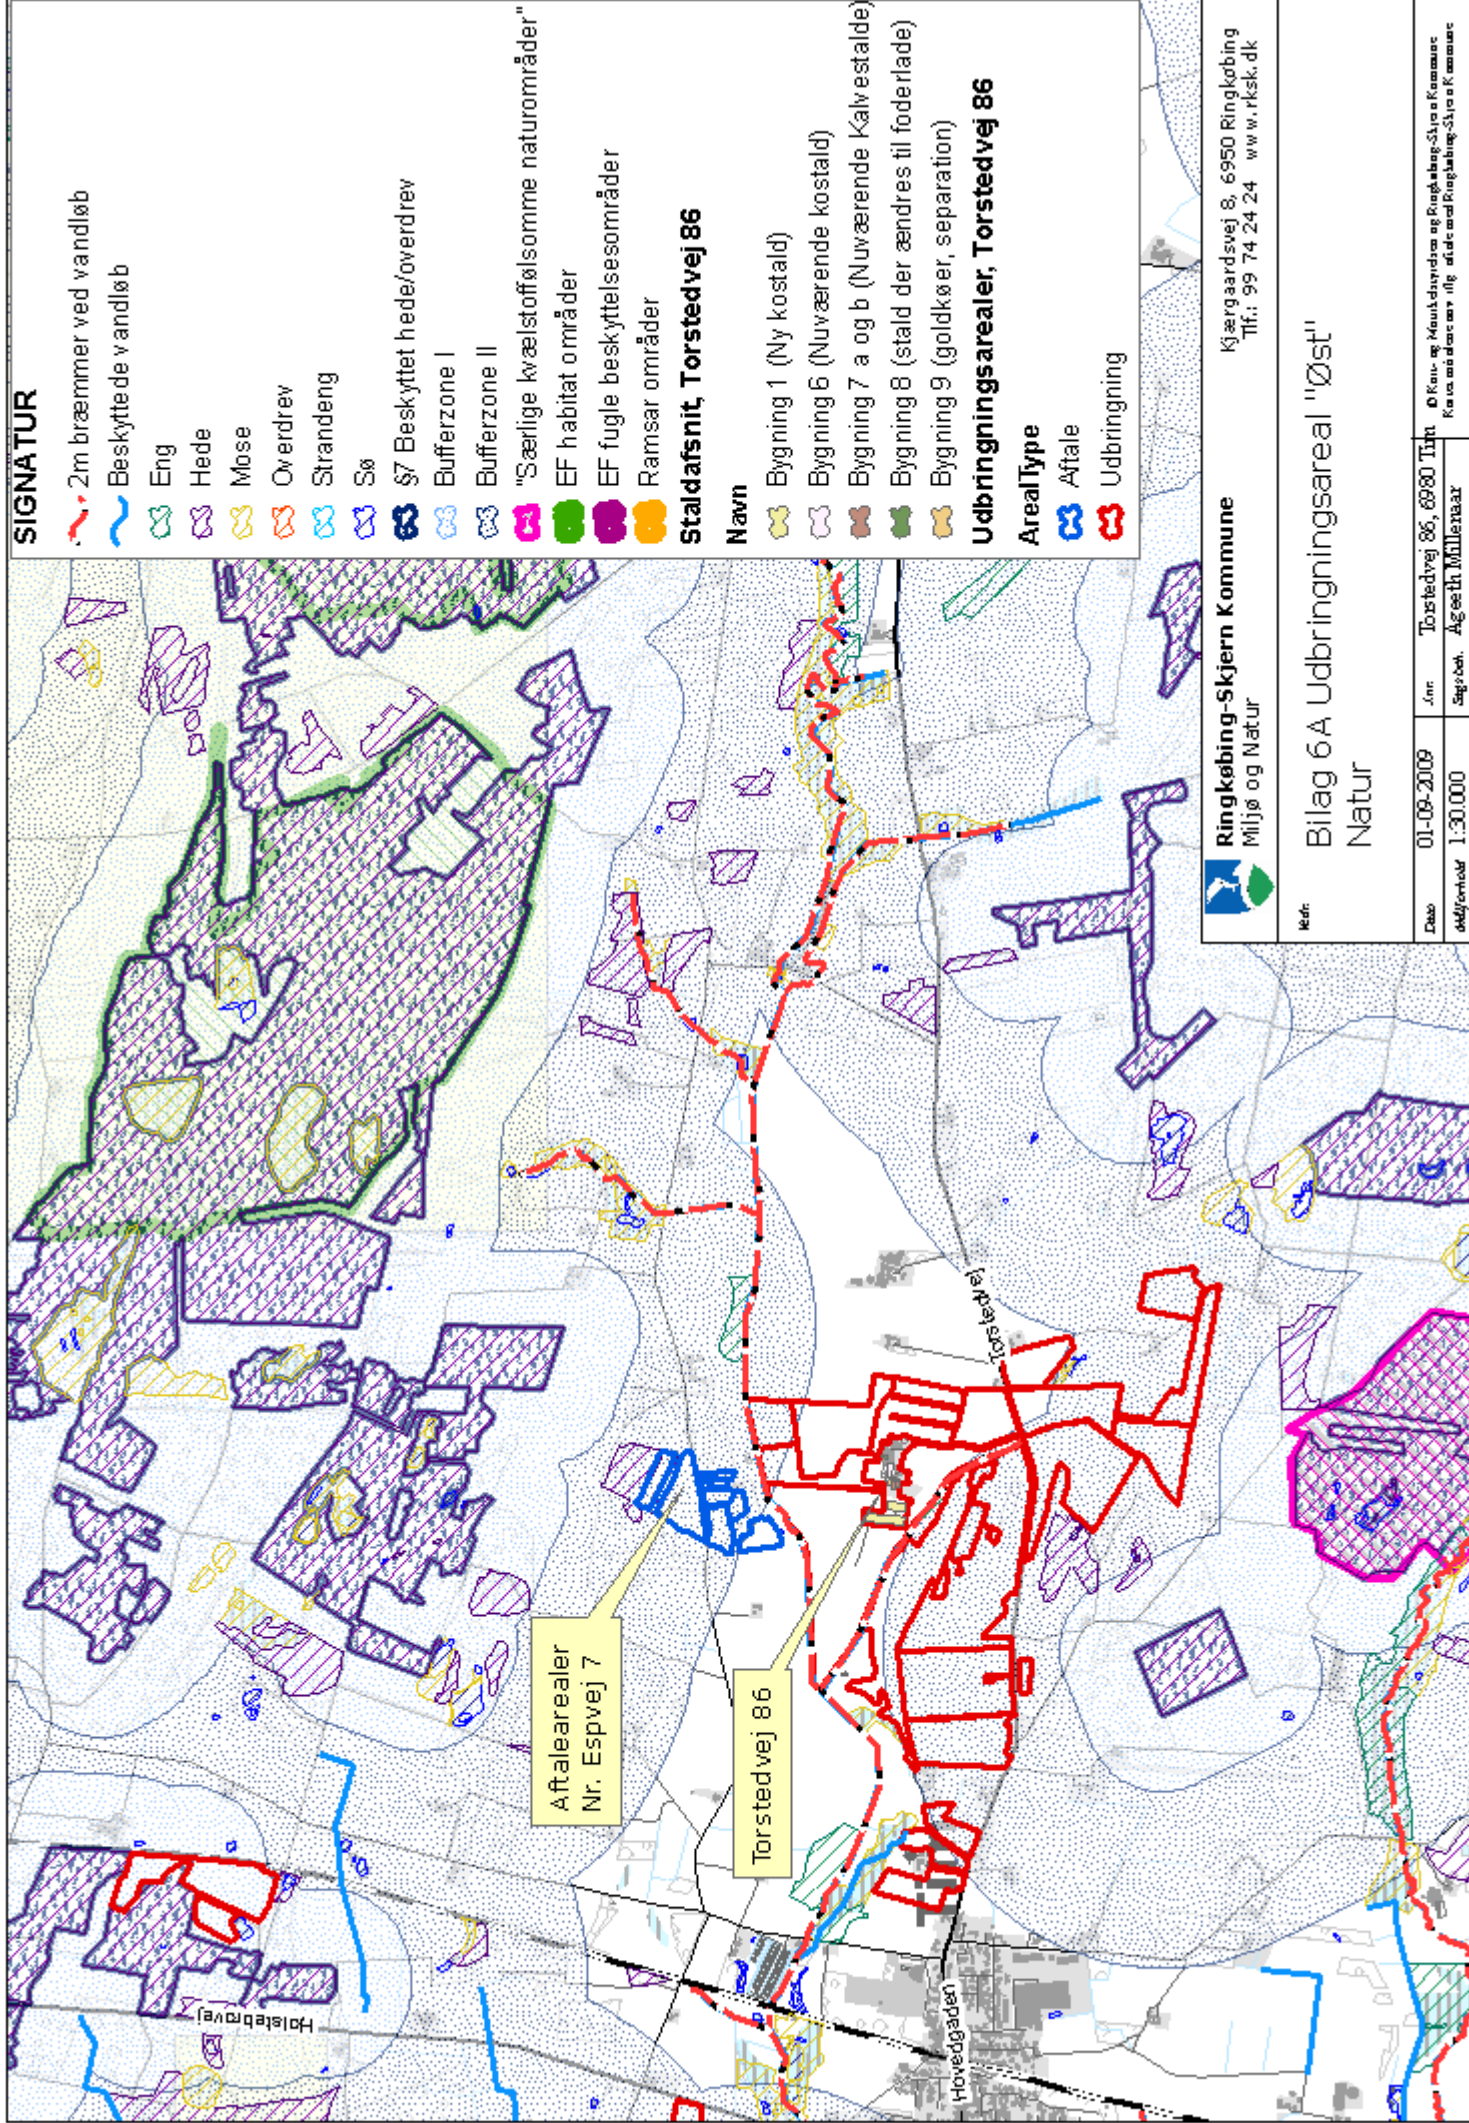 SIGNATUR
2m bræmmer ved vandløb
Beskyttede vandløb
Eng
Hede
Mose
Overdrev
Strandeng
Sø
§7 Beskyttet hede/overdrev
Bufferzone I
Bufferzone II
"Særlige kvælstoffølsomme naturområder"
EF habitat områder
EF fugle beskyttelsesområder
Ramsar områder
Staldafsnit, Torstedvej 86
Navn
Bygning 1 (Ny kostald)
Bygning 6 (Nuværende kostald)
Bygning 7 a og b (Nuværende Kalvestalde)
Bygning 8 (stald der ændres til foderlade)
Bygning 9 (goldkøer, separation)
Udbringningsarealer, Torstedvej 86
ArealType
Aftale
Udbringning
Holstebrovej
Aftalearealer
Nr. Espvej 7
Torstedvej 86
Torstedvej
Hovedgaden
Ringkøbing-Skjern Kommune
Miljø og Natur
Kjærgaardsvej 8, 6950 Ringkøbing
Tlf.: 99 74 24 24 www.rksk.dk
Bilag 6A Udbringningsareal "Øst"
Natur
Dato 01-09-2009
J.nr. Torstedvej 86, 6980 Tim
1:30.000
Ageeth Millenaar